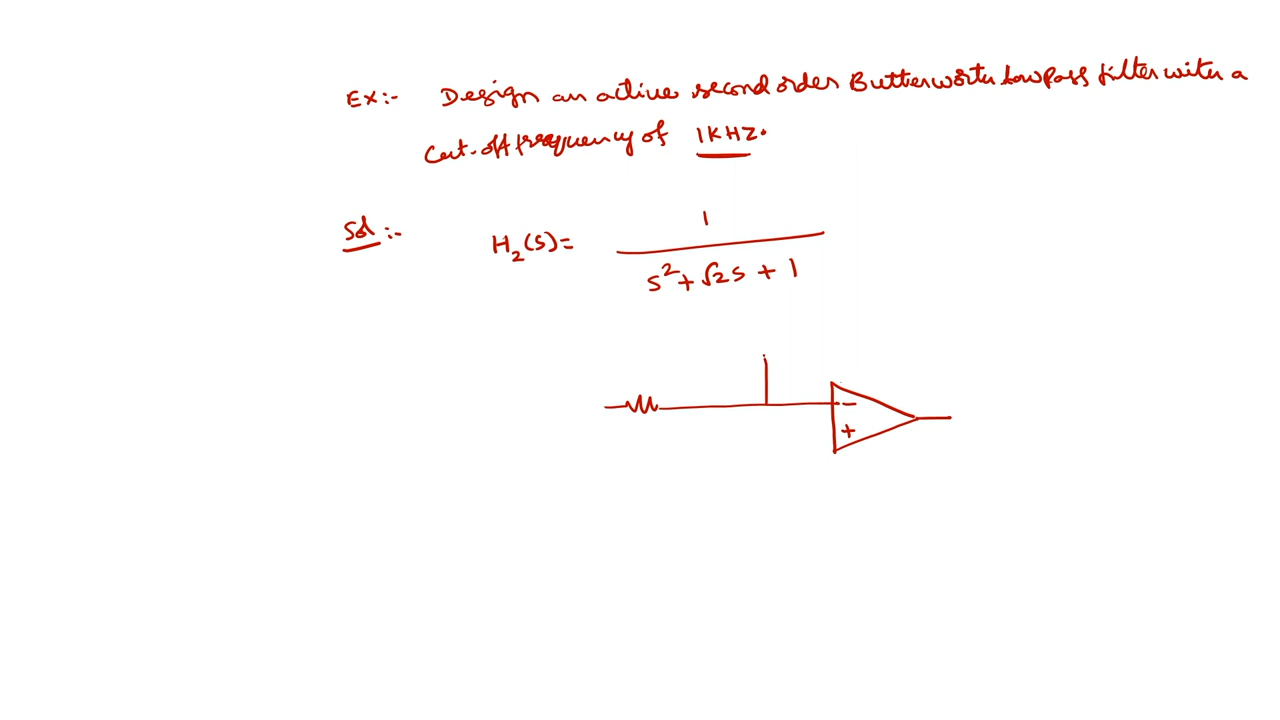 Ex:- Design an active second order Butterworth Lowpass filter with a
Cut-off frequency of 1KHZ.
Sol :-
H₂(s) = 1 / (s² + √2s + 1)
−
+